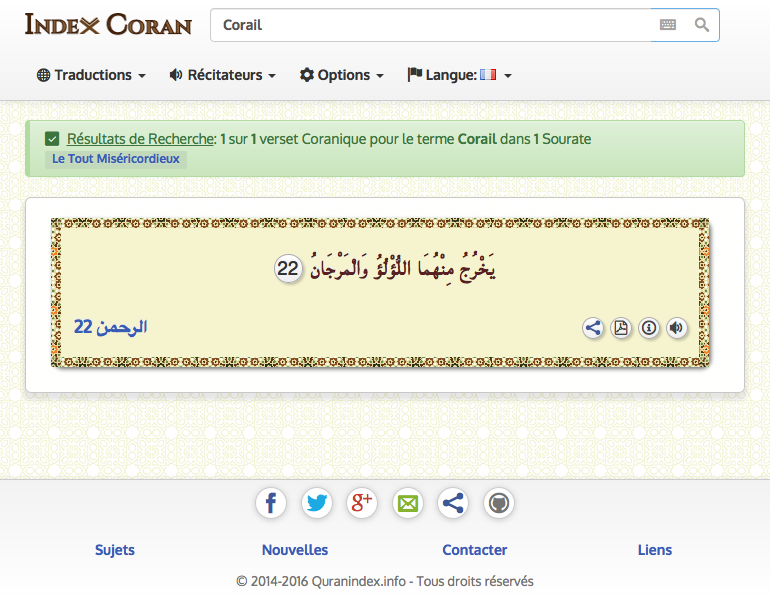 Index Coran
Corail
Traductions Récitateurs Options Langue:
Résultats de Recherche: 1 sur 1 verset Coranique pour le terme Corail dans 1 Sourate
Le Tout Miséricordieux
يَخْرُجُ مِنْهُمَا اللُّؤْلُؤُ وَالْمَرْجَانُ 22
الرحمن 22
Sujets Nouvelles Contacter Liens
© 2014-2016 Quranindex.info - Tous droits réservés